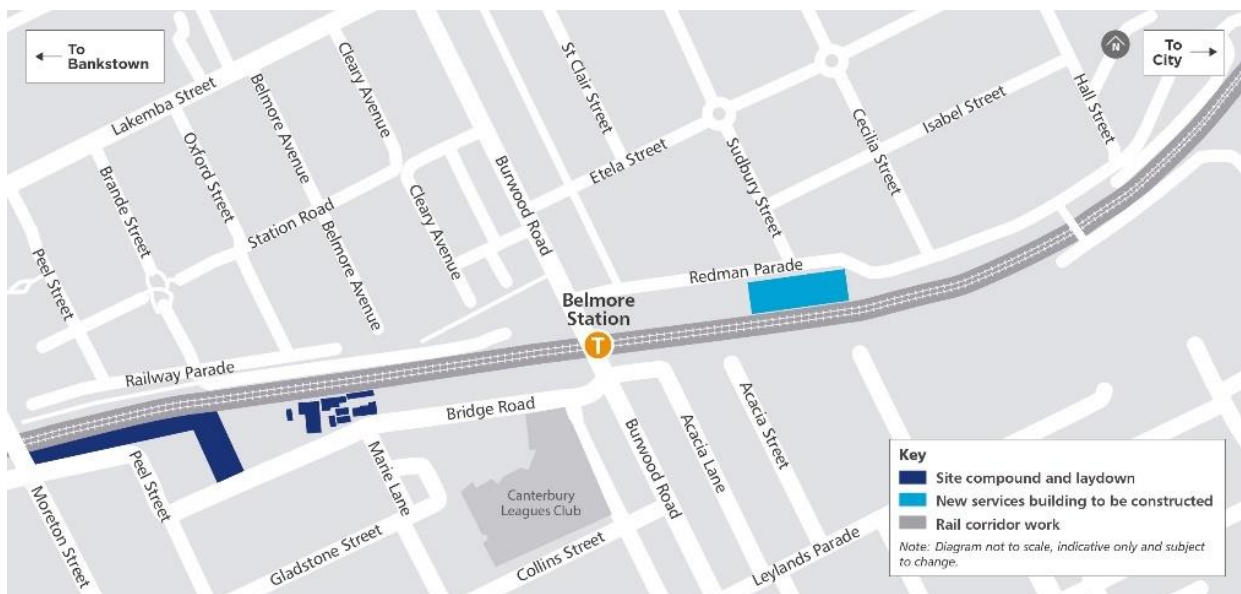 To
Bankstown
N
To
City
Lakemba Street
Cleary Avenue
St Clair Street
Belmore Avenue
Oxford Street
Brande Street
Station Road
Belmore Avenue
Cleary Avenue
Burwood Road
Etela Street
Sudbury Street
Cecilia Street
Isabel Street
Hall Street
Peel Street
Redman Parade
Belmore
Station
T
Railway Parade
Bridge Road
Peel Street
Marie Lane
Moreton Street
Gladstone Street
Canterbury
Leagues Club
Collins Street
Burwood Road
Acacia Lane
Acacia Street
Leylands Parade
Key
Site compound and laydown
New services building to be constructed
Rail corridor work
Note: Diagram not to scale, indicative only and subject
to change.